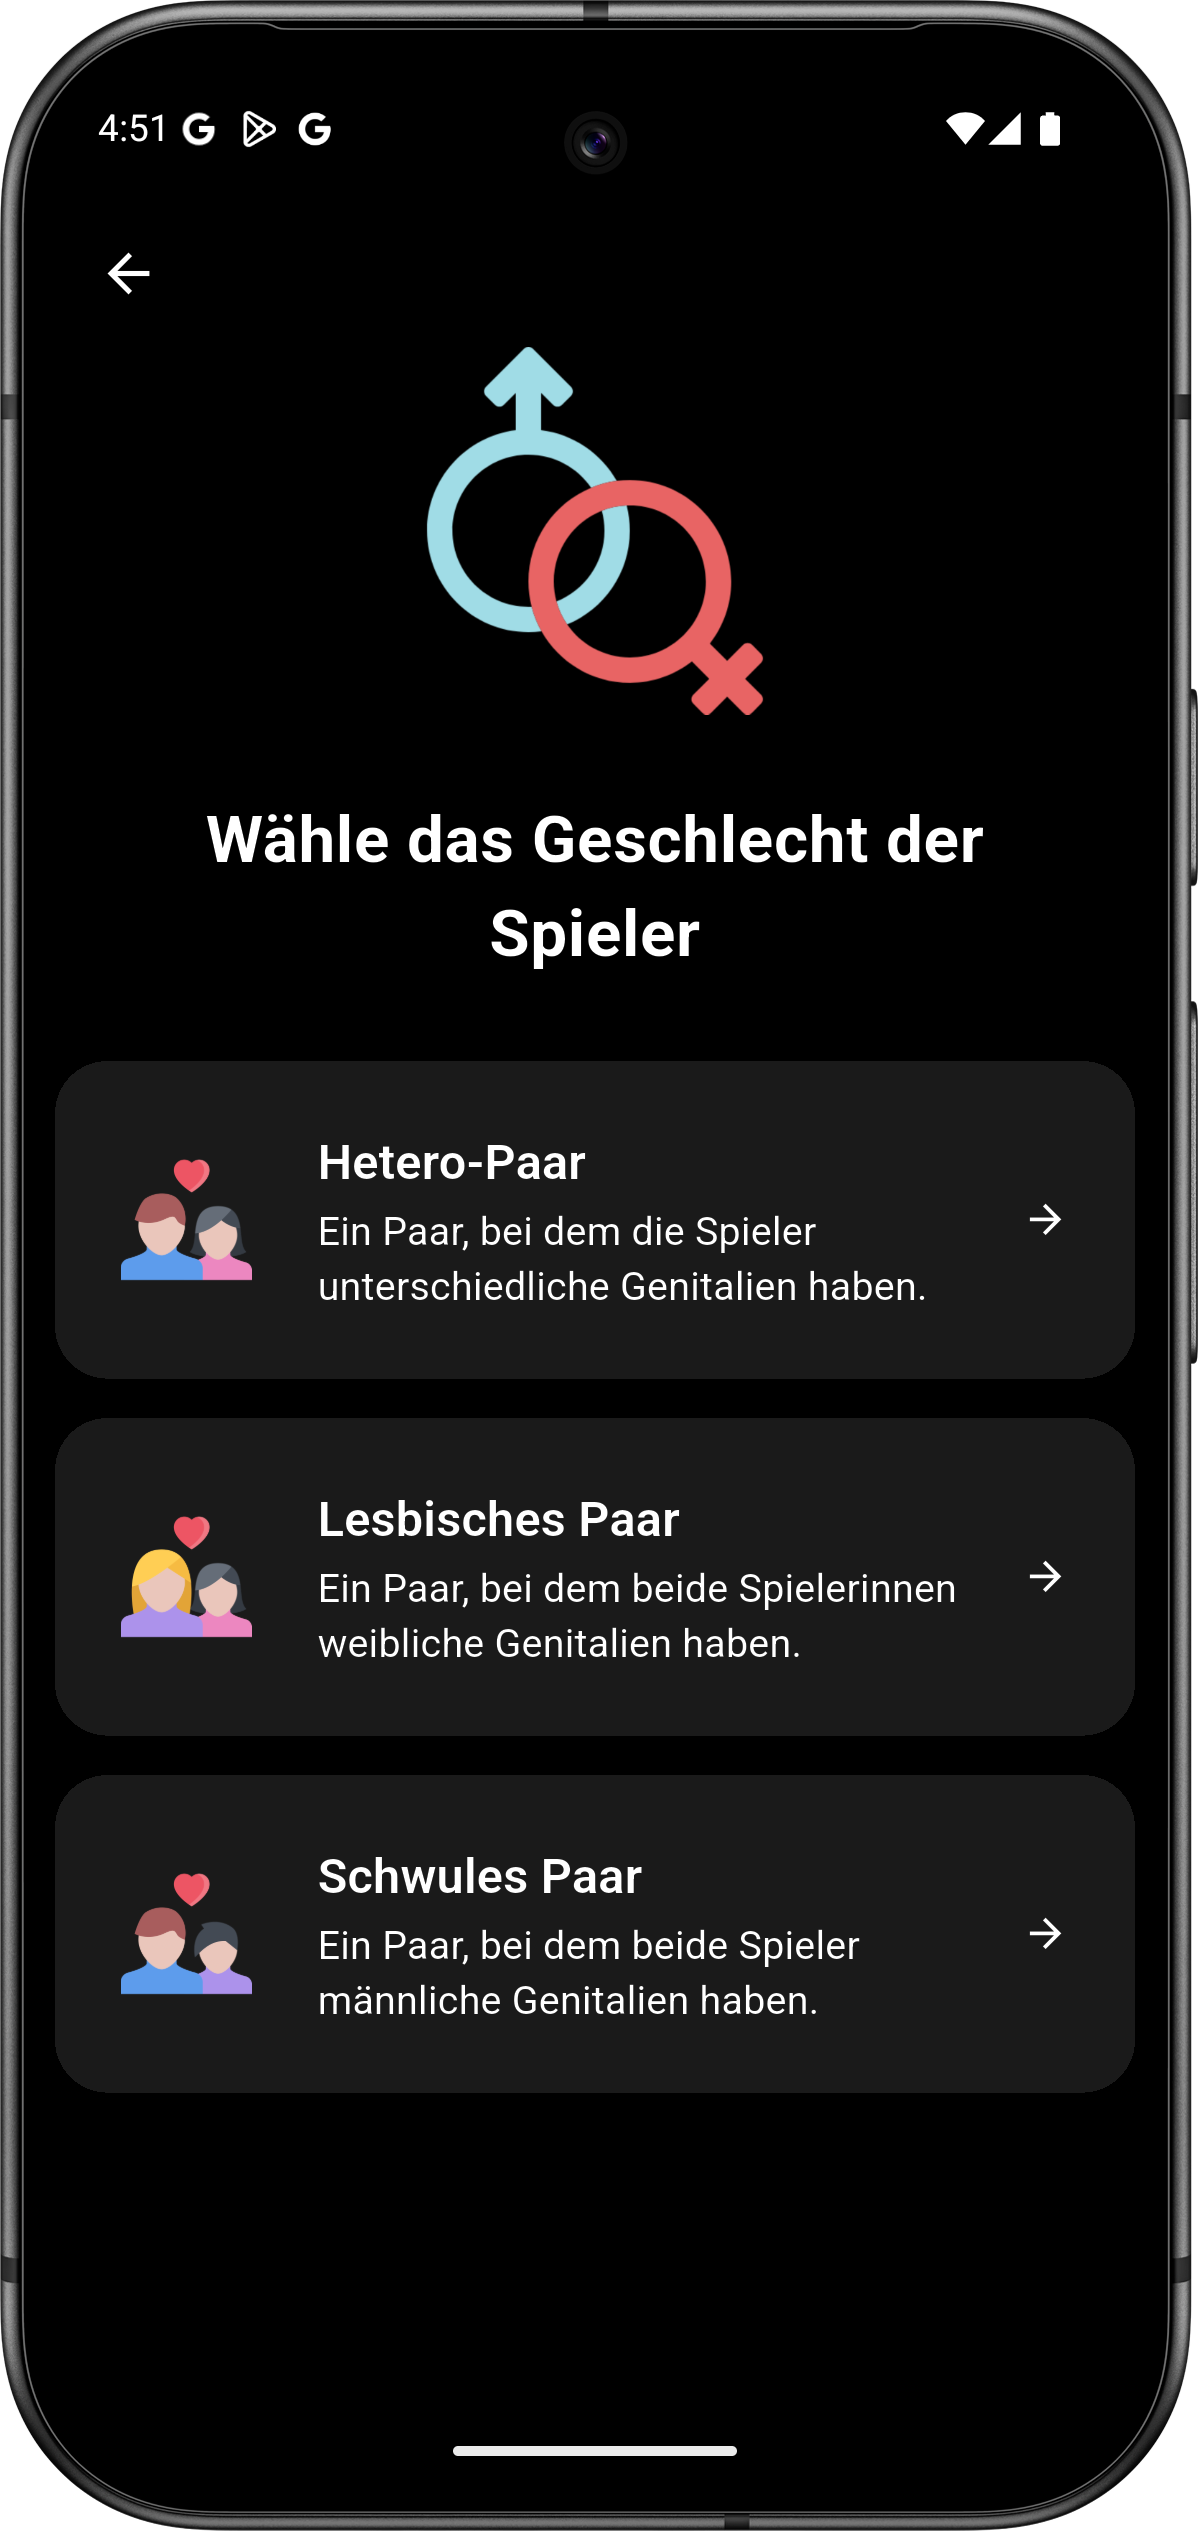 4:51
Wähle das Geschlecht der
Spieler
Hetero-Paar
Ein Paar, bei dem die Spieler
unterschiedliche Genitalien haben.
Lesbisches Paar
Ein Paar, bei dem beide Spielerinnen
weibliche Genitalien haben.
Schwules Paar
Ein Paar, bei dem beide Spieler
männliche Genitalien haben.